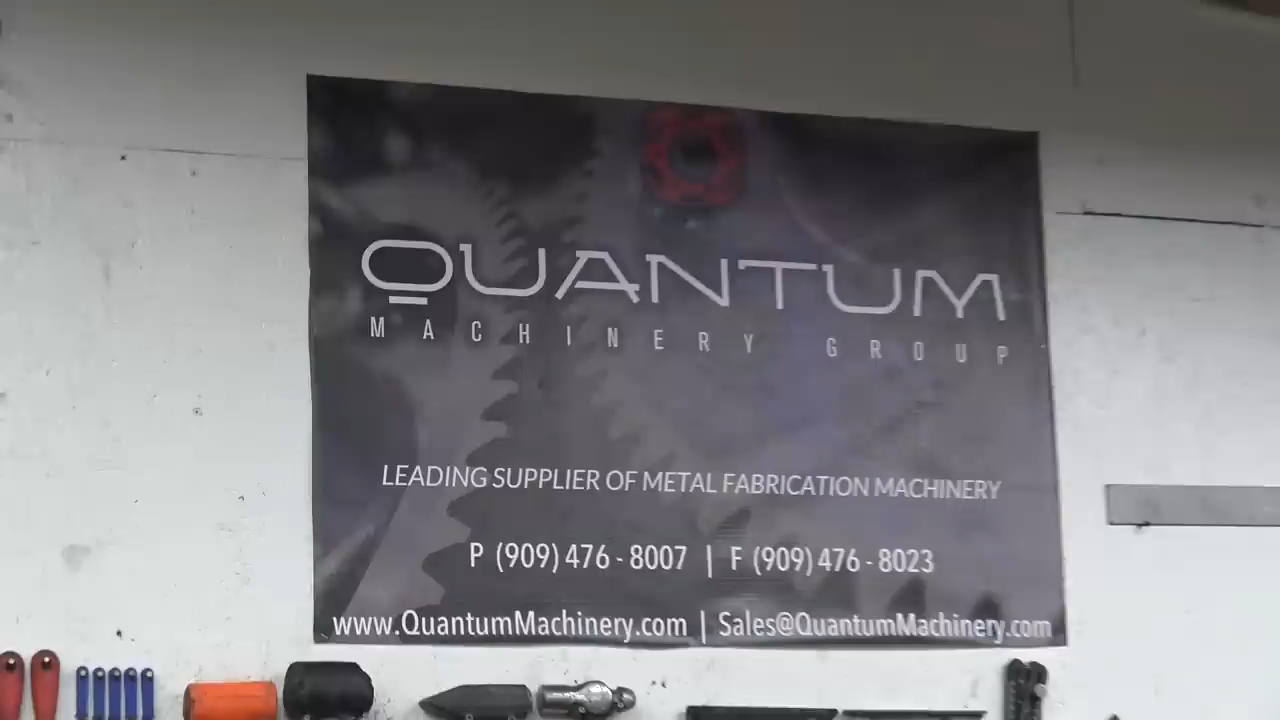 QUANTUM
MACHINERY GROUP
LEADING SUPPLIER OF METAL FABRICATION MACHINERY
P (909) 476 - 8007 | F (909) 476 - 8023
www.QuantumMachinery.com | Sales@QuantumMachinery.com